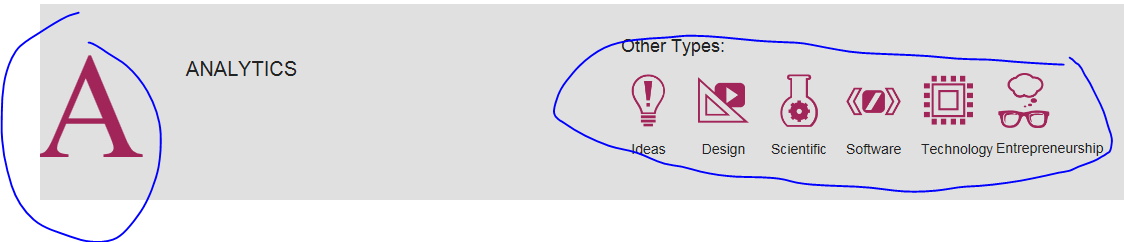 Other Types:
A
ANALYTICS
Ideas Design Scientific Software Technology Entrepreneurship